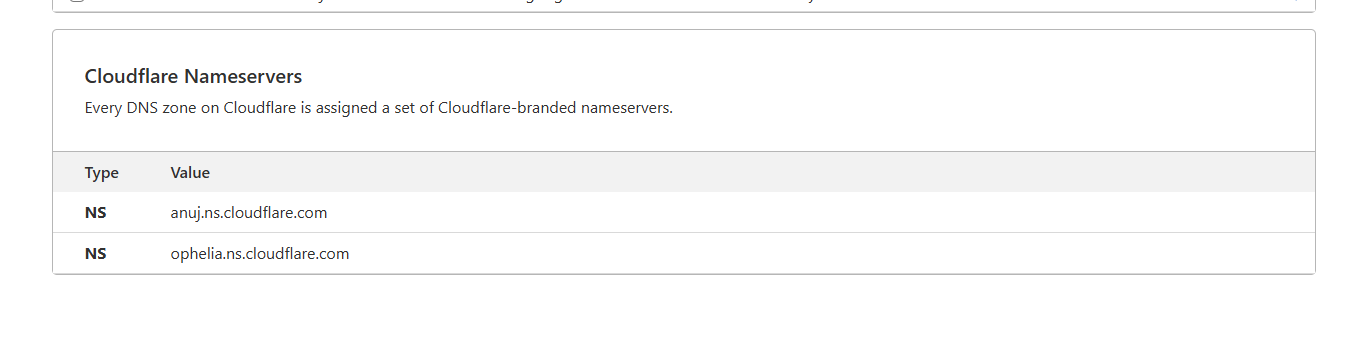 Cloudflare Nameservers
Every DNS zone on Cloudflare is assigned a set of Cloudflare-branded nameservers.
Type Value
NS anuj.ns.cloudflare.com
NS ophelia.ns.cloudflare.com